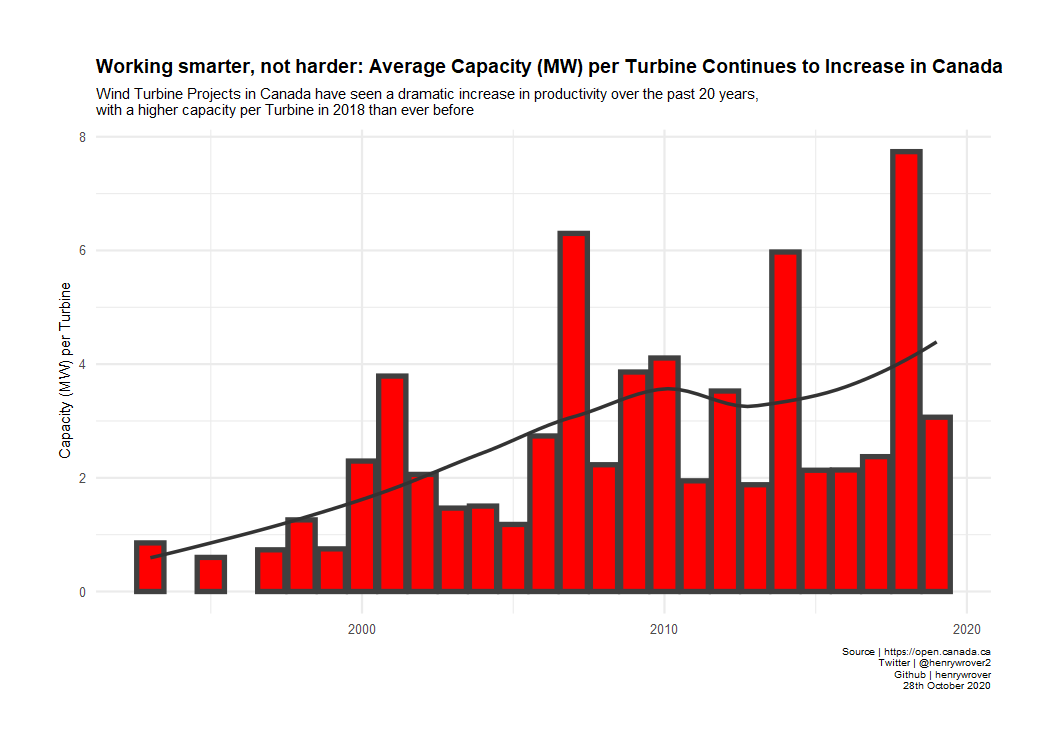 Working smarter, not harder: Average Capacity (MW) per Turbine Continues to Increase in Canada
Wind Turbine Projects in Canada have seen a dramatic increase in productivity over the past 20 years,
with a higher capacity per Turbine in 2018 than ever before
8
6
4
2
0
Capacity (MW) per Turbine
2000
2010
2020
Source | https://open.canada.ca
Twitter | @henrywrover2
Github | henrywrover
28th October 2020